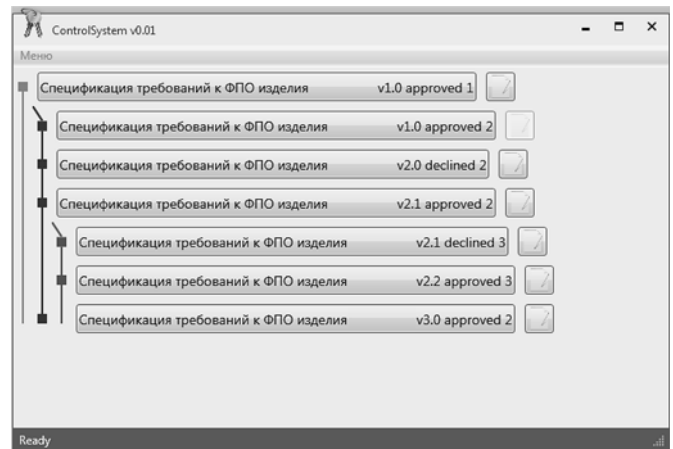 ControlSystem v0.01
Меню
Спецификация требований к ФПО изделия v1.0 approved 1
Спецификация требований к ФПО изделия v1.0 approved 2
Спецификация требований к ФПО изделия v2.0 declined 2
Спецификация требований к ФПО изделия v2.1 approved 2
Спецификация требований к ФПО изделия v2.1 declined 3
Спецификация требований к ФПО изделия v2.2 approved 3
Спецификация требований к ФПО изделия v3.0 approved 2
Ready